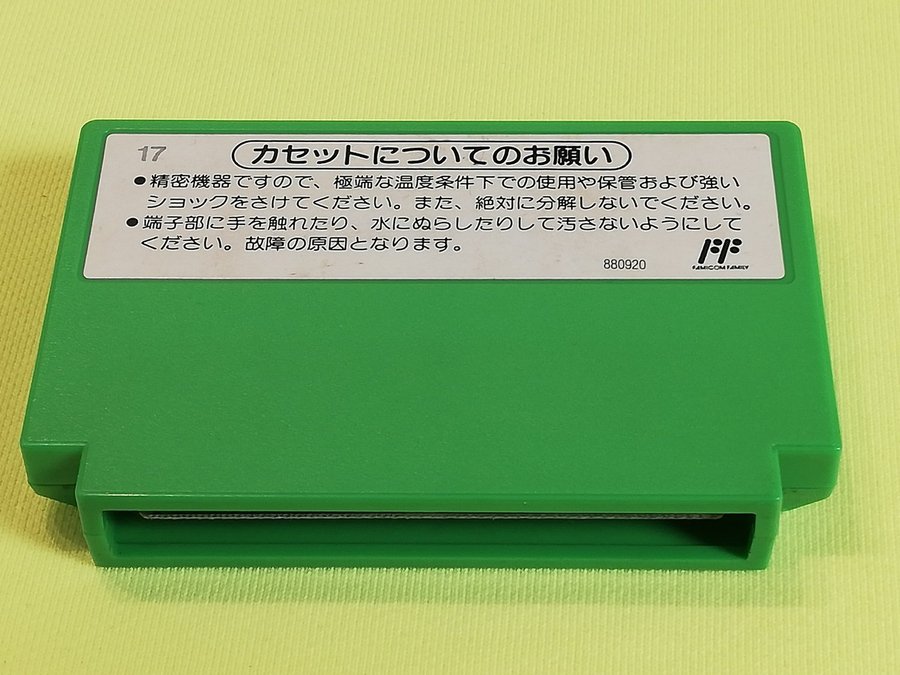 17
カセットについてのお願い
●精密機器ですので、極端な温度条件下での使用や保管および強い
ショックをさけてください。また、絶対に分解しないでください。
●端子部に手を触れたり、水にぬらしたりして汚さないようにして
ください。故障の原因となります。
880920
FF
FAMICOM FAMILY